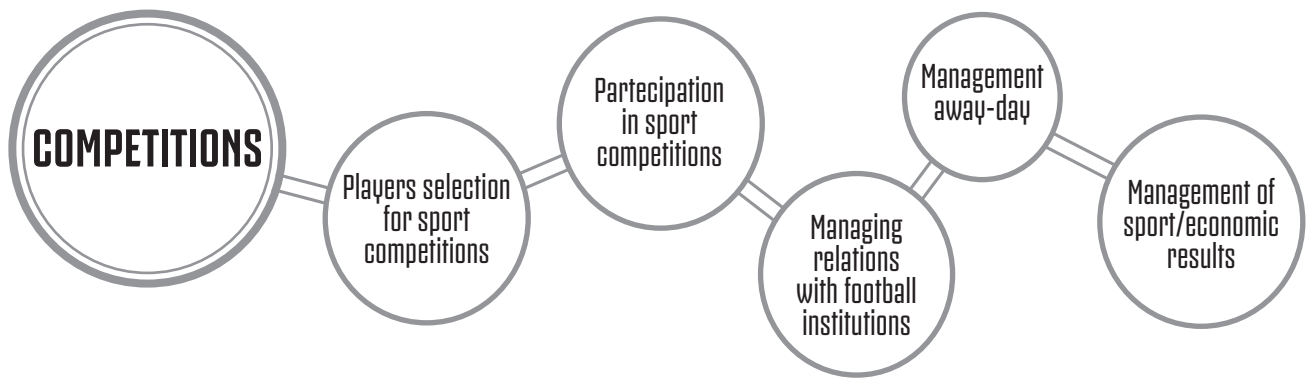 COMPETITIONS
Players selection
for sport
competitions
Partecipation
in sport
competitions
Managing
relations
with football
institutions
Management
away-day
Management of
sport/economic
results